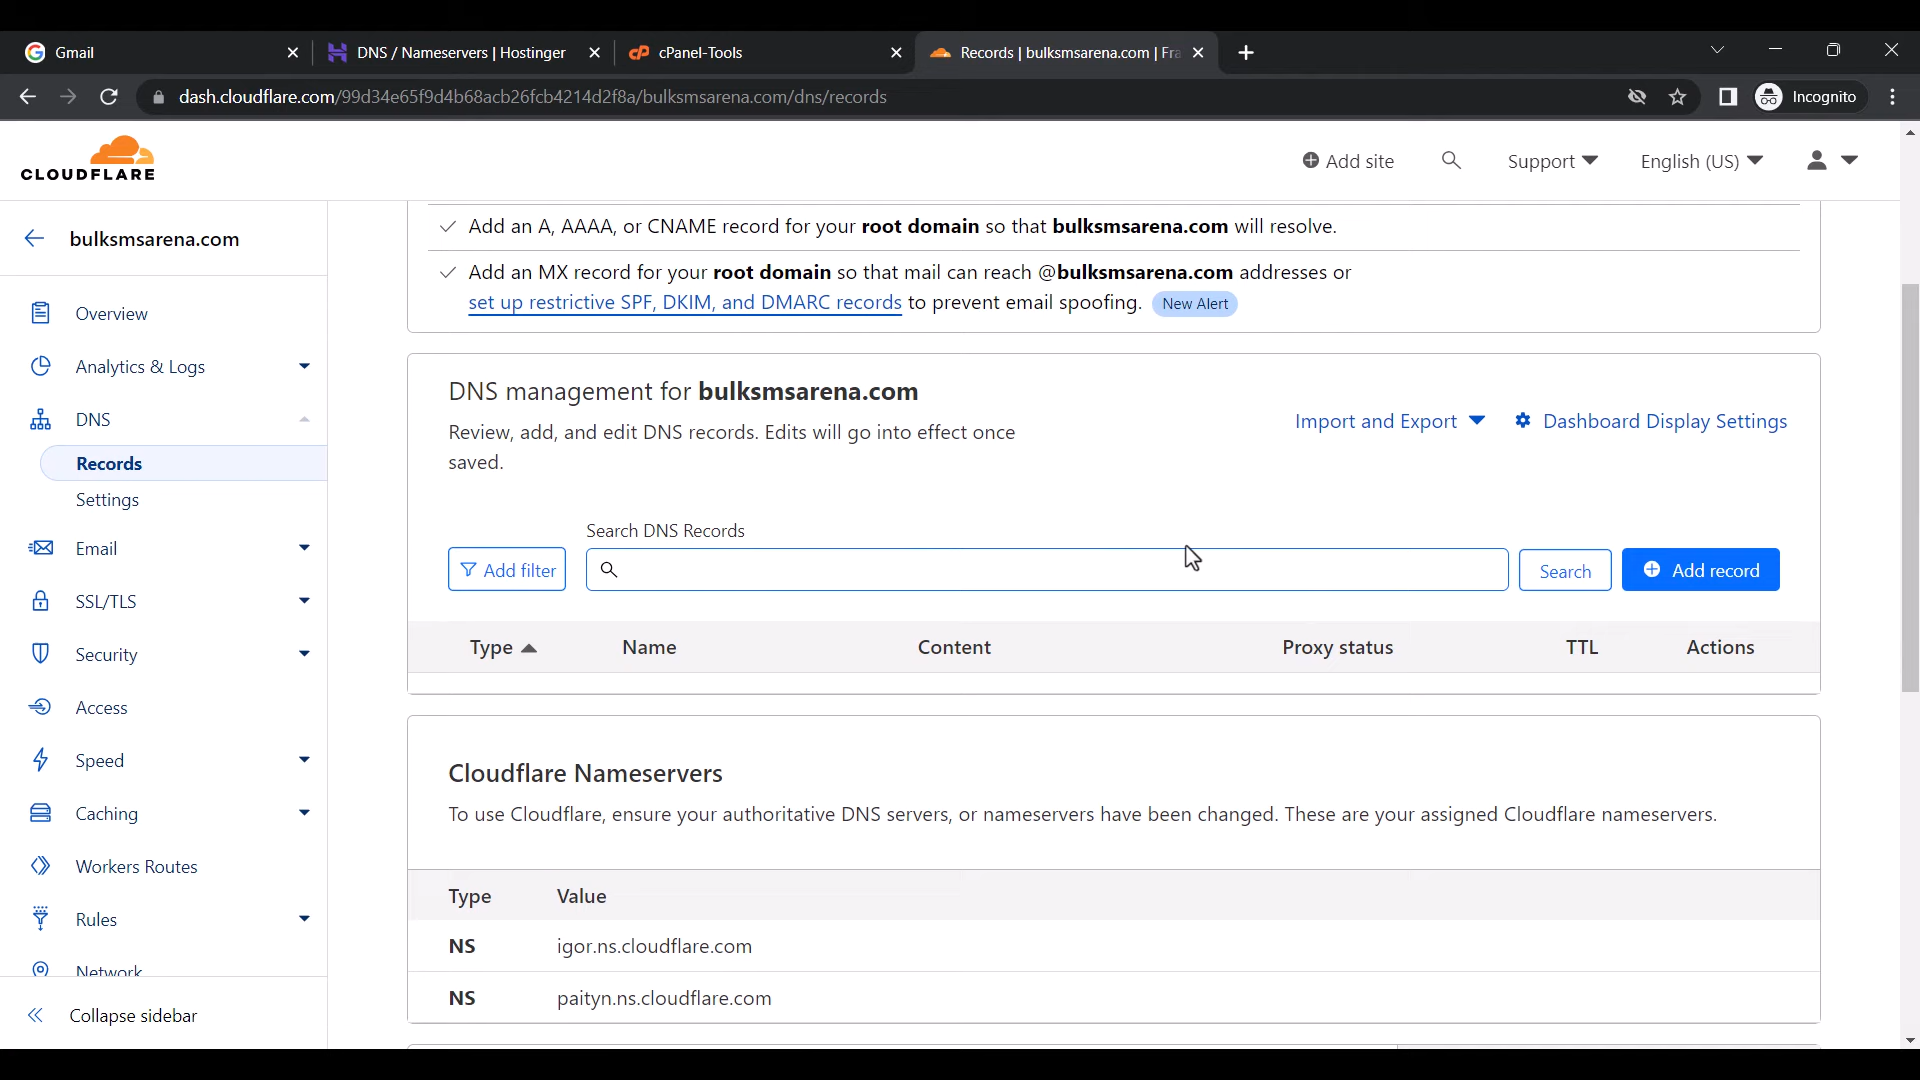 Gmail
DNS / Nameservers | Hostinger
cPanel-Tools
Records | bulksmsarena.com | Fra
dash.cloudflare.com/99d34e65f9d4b68acb26fcb4214d2f8a/bulksmsarena.com/dns/records
Incognito
CLOUDFLARE
Add site
Support
English (US)
bulksmsarena.com
Overview
Analytics & Logs
DNS
Records
Settings
Email
SSL/TLS
Security
Access
Speed
Caching
Workers Routes
Rules
Network
Collapse sidebar
Add an A, AAAA, or CNAME record for your root domain so that bulksmsarena.com will resolve.
Add an MX record for your root domain so that mail can reach @bulksmsarena.com addresses or
set up restrictive SPF, DKIM, and DMARC records to prevent email spoofing. New Alert
DNS management for bulksmsarena.com
Review, add, and edit DNS records. Edits will go into effect once
saved.
Import and Export
Dashboard Display Settings
Search DNS Records
Add filter
Search
Add record
Type Name Content Proxy status TTL Actions
Cloudflare Nameservers
To use Cloudflare, ensure your authoritative DNS servers, or nameservers have been changed. These are your assigned Cloudflare nameservers.
Type Value
NS igor.ns.cloudflare.com
NS paityn.ns.cloudflare.com